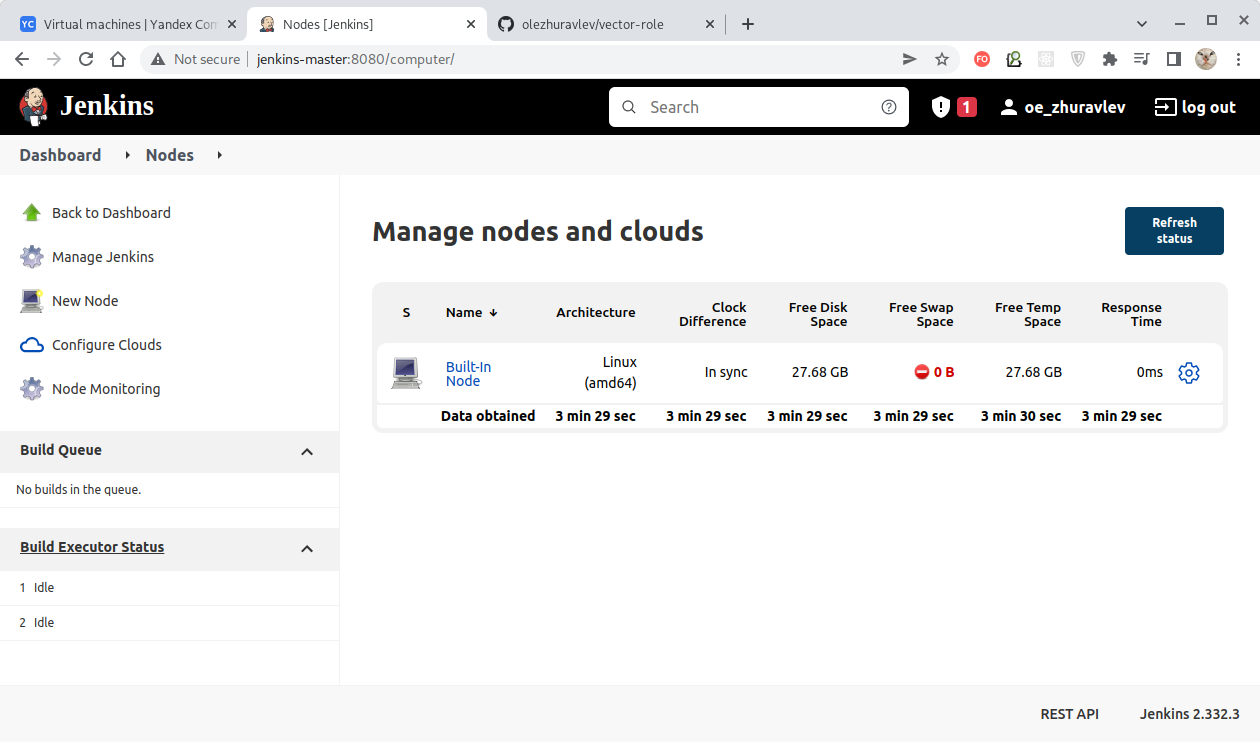 YC Virtual machines | Yandex Com
Nodes [Jenkins]
olezhuravlev/vector-role
Not secure
jenkins-master:8080/computer/
FO
Jenkins
Search
1
oe_zhuravlev
log out
Dashboard
Nodes
Back to Dashboard
Manage Jenkins
New Node
Configure Clouds
Node Monitoring
Build Queue
No builds in the queue.
Build Executor Status
1 Idle
2 Idle
Manage nodes and clouds
Refresh
status
S Name ↓ Architecture Clock Difference Free Disk Space Free Swap Space Free Temp Space Response Time
Built-In Node Linux (amd64) In sync 27.68 GB 0 B 27.68 GB 0ms
Data obtained 3 min 29 sec 3 min 29 sec 3 min 29 sec 3 min 29 sec 3 min 30 sec 3 min 29 sec
REST API
Jenkins 2.332.3